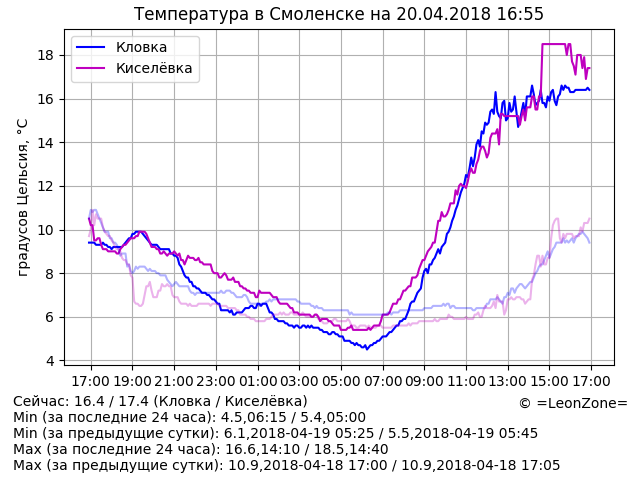 Температура в Смоленске на 20.04.2018 16:55
Кловка
Киселёвка
градусов Цельсия, °C
18
16
14
12
10
8
6
4
17:00 19:00 21:00 23:00 01:00 03:00 05:00 07:00 09:00 11:00 13:00 15:00 17:00
Сейчас: 16.4 / 17.4 (Кловка / Киселёвка)
© =LeonZone=
Min (за последние 24 часа): 4.5,06:15 / 5.4,05:00
Min (за предыдущие сутки): 6.1,2018-04-19 05:25 / 5.5,2018-04-19 05:45
Max (за последние 24 часа): 16.6,14:10 / 18.5,14:40
Max (за предыдущие сутки): 10.9,2018-04-18 17:00 / 10.9,2018-04-18 17:05